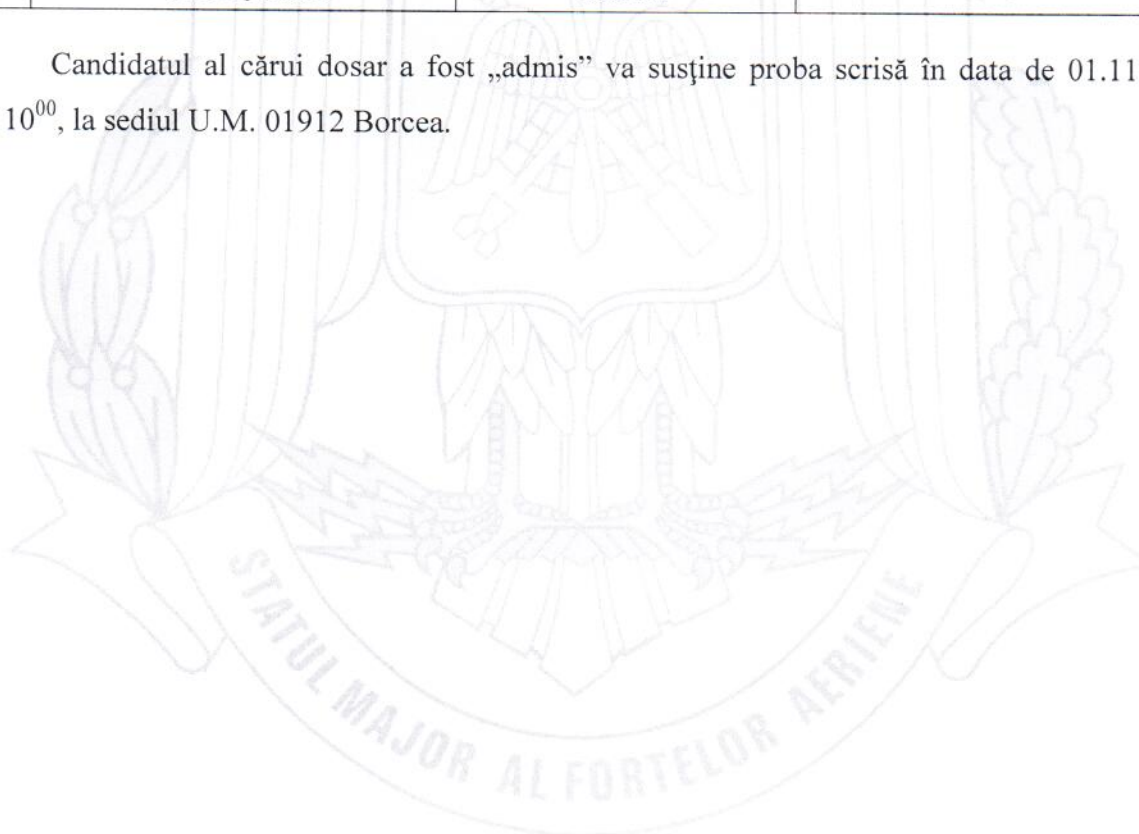 Candidatul al cărui dosar a fost „admis” va susţine proba scrisă în data de 01.11
10⁰⁰, la sediul U.M. 01912 Borcea.
STATUL MAJOR AL FORTELOR AERIENE